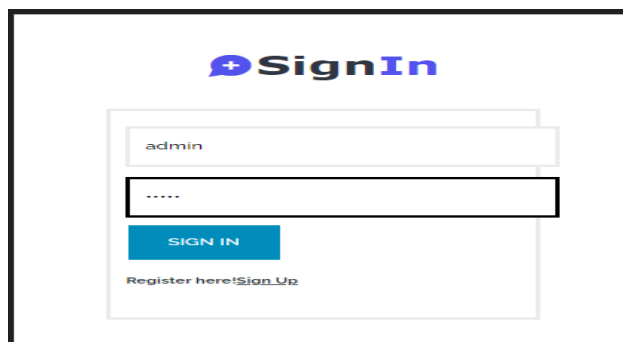 SignIn
admin
·····
SIGN IN
Register here!Sign Up